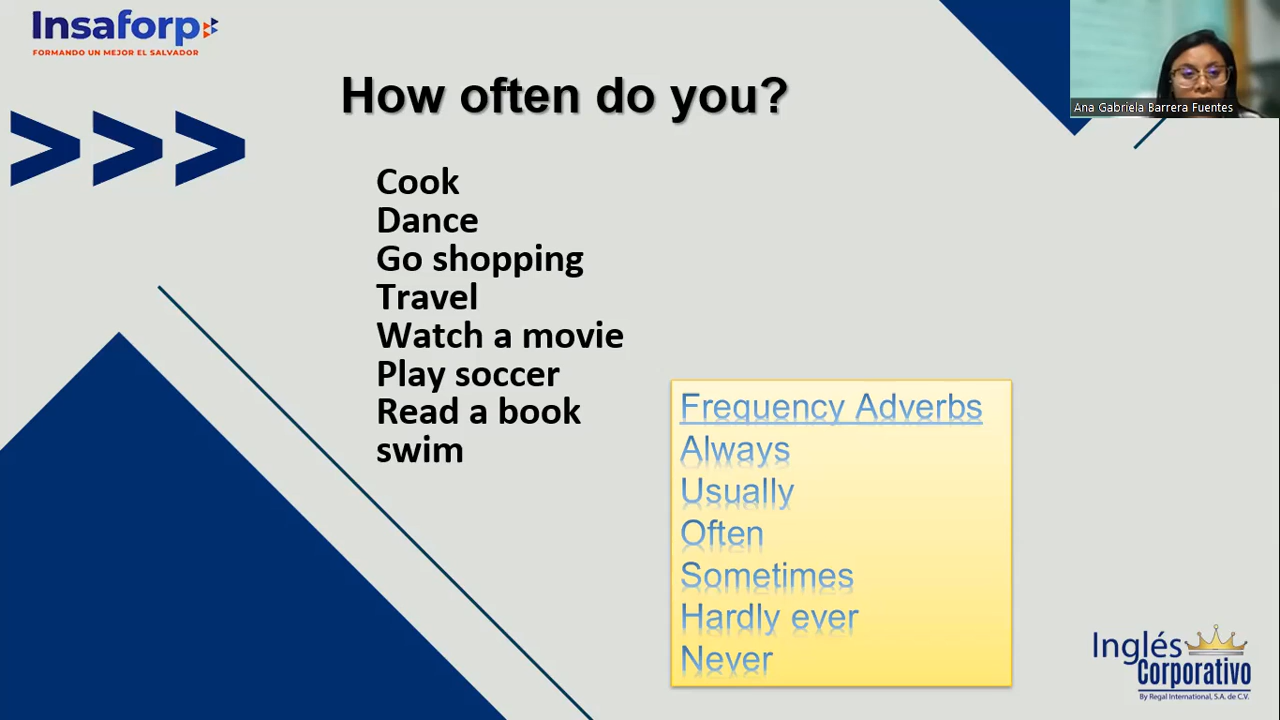 Insaforp
FORMANDO UN MEJOR EL SALVADOR
How often do you?
Ana Gabriela Barrera Fuentes
>>>
Cook
Dance
Go shopping
Travel
Watch a movie
Play soccer
Read a book
swim
Frequency Adverbs
Always
Usually
Often
Sometimes
Hardly ever
Never
Inglés
Corporativo
By Regal International, S.A. de C.V.